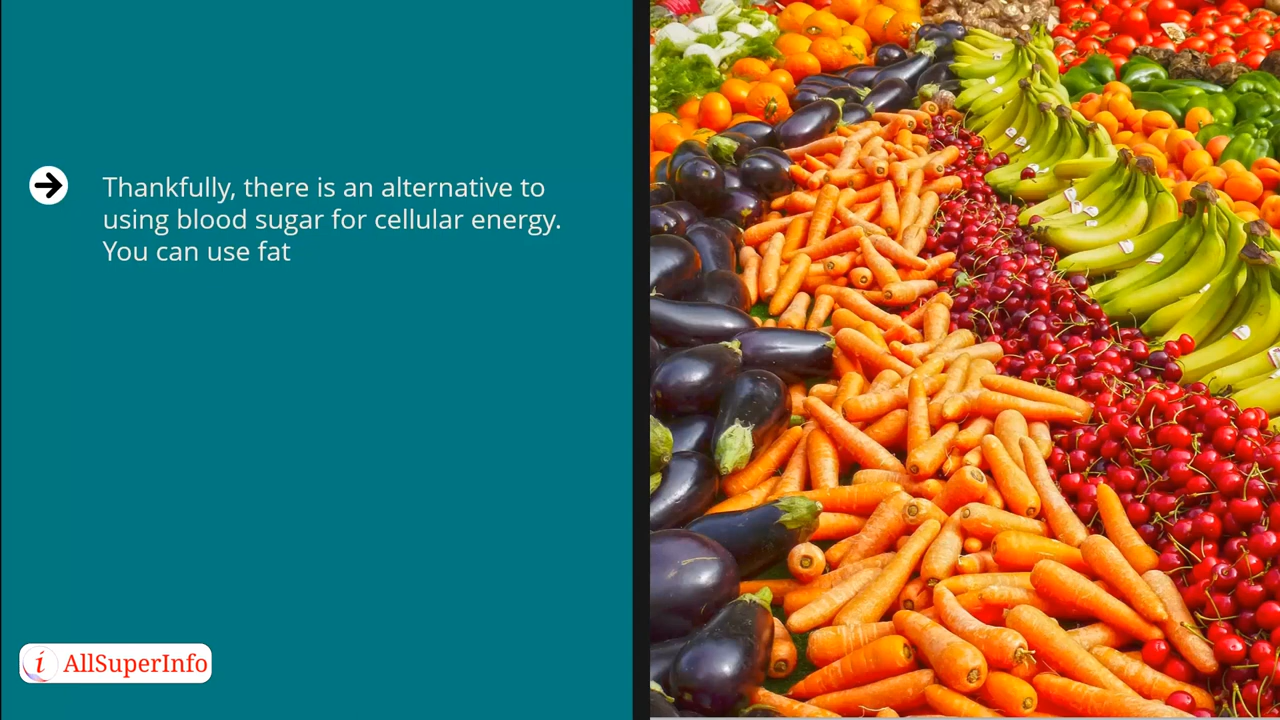 Thankfully, there is an alternative to
using blood sugar for cellular energy.
You can use fat
i AllSuperInfo